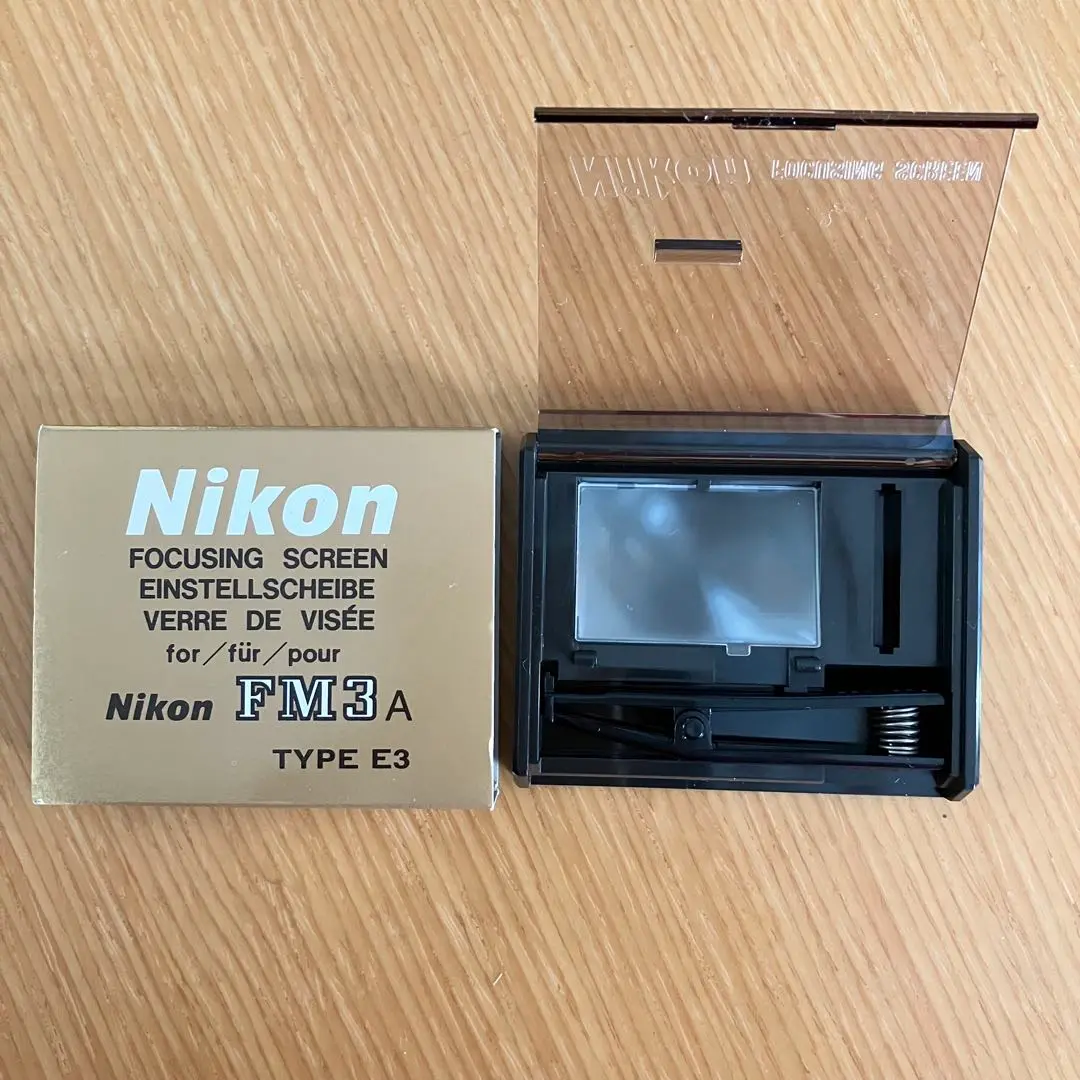 Nikon
FOCUSING SCREEN
EINSTELLSCHEIBE
VERRE DE VISÉE
for/für/pour
Nikon FM3A
TYPE E3
Nikon FOCUSING SCREEN